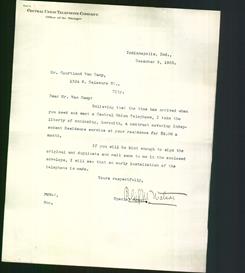 CENTRAL UNION TELEPHONE COMPANY
Office of the Manager
Indianapolis, Ind.,
December 9, 1905.
Mr. Courtland Van Camp,
1354 N. Delaware St.,
City.
Dear Mr. Van Camp:
Believing that the time has arrived when
you need and want a Central Union Telephone, I take the
liberty of enclosing, herewith, a contract covering Indep-
endent Residence service at your residence for $2.00 a
month.
If you will be kind enough to sign the
original and duplicate and mail same to me in the enclosed
envelope, I will see that an early installation of the
telephone is made.
Yours respectfully,
Special
Enc.